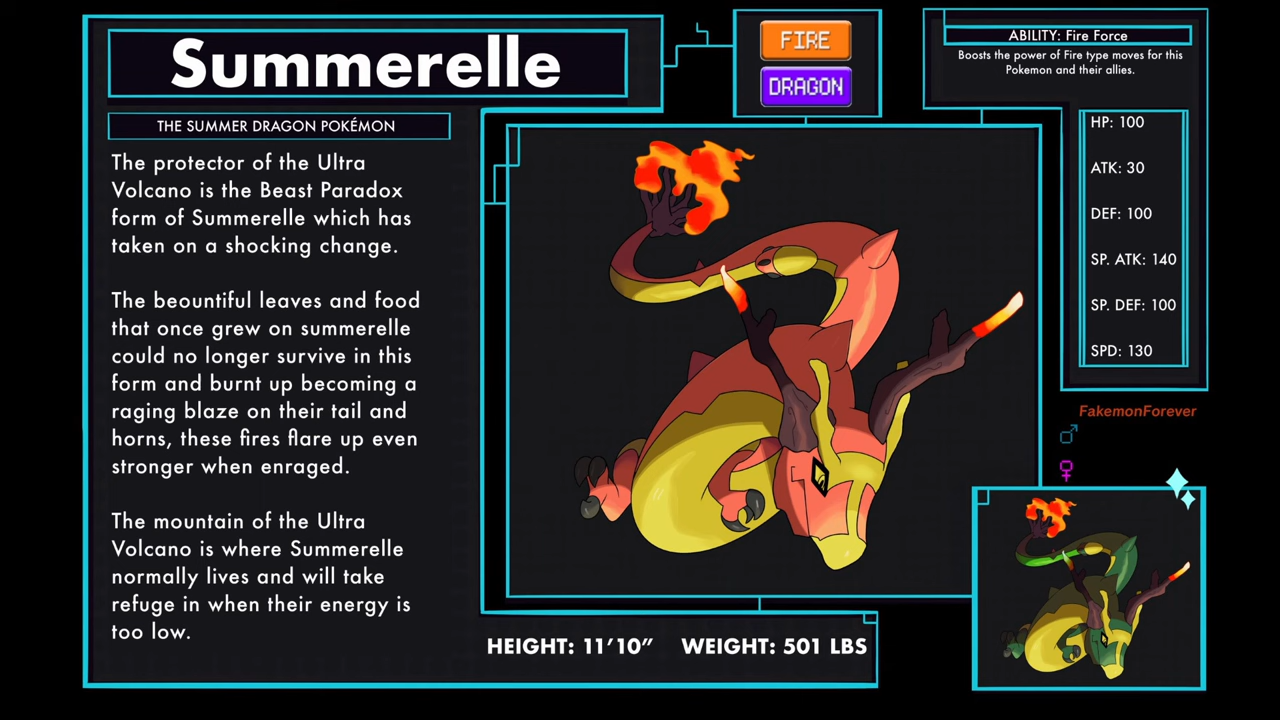 Summerelle
THE SUMMER DRAGON POKÉMON
The protector of the Ultra
Volcano is the Beast Paradox
form of Summerelle which has
taken on a shocking change.
The beountiful leaves and food
that once grew on summerelle
could no longer survive in this
form and burnt up becoming a
raging blaze on their tail and
horns, these fires flare up even
stronger when enraged.
The mountain of the Ultra
Volcano is where Summerelle
normally lives and will take
refuge in when their energy is
too low.
FIRE
DRAGON
ABILITY: Fire Force
Boosts the power of Fire type moves for this
Pokemon and their allies.
HP: 100
ATK: 30
DEF: 100
SP. ATK: 140
SP. DEF: 100
SPD: 130
FakemonForever
♂
♀
HEIGHT: 11'10" WEIGHT: 501 LBS